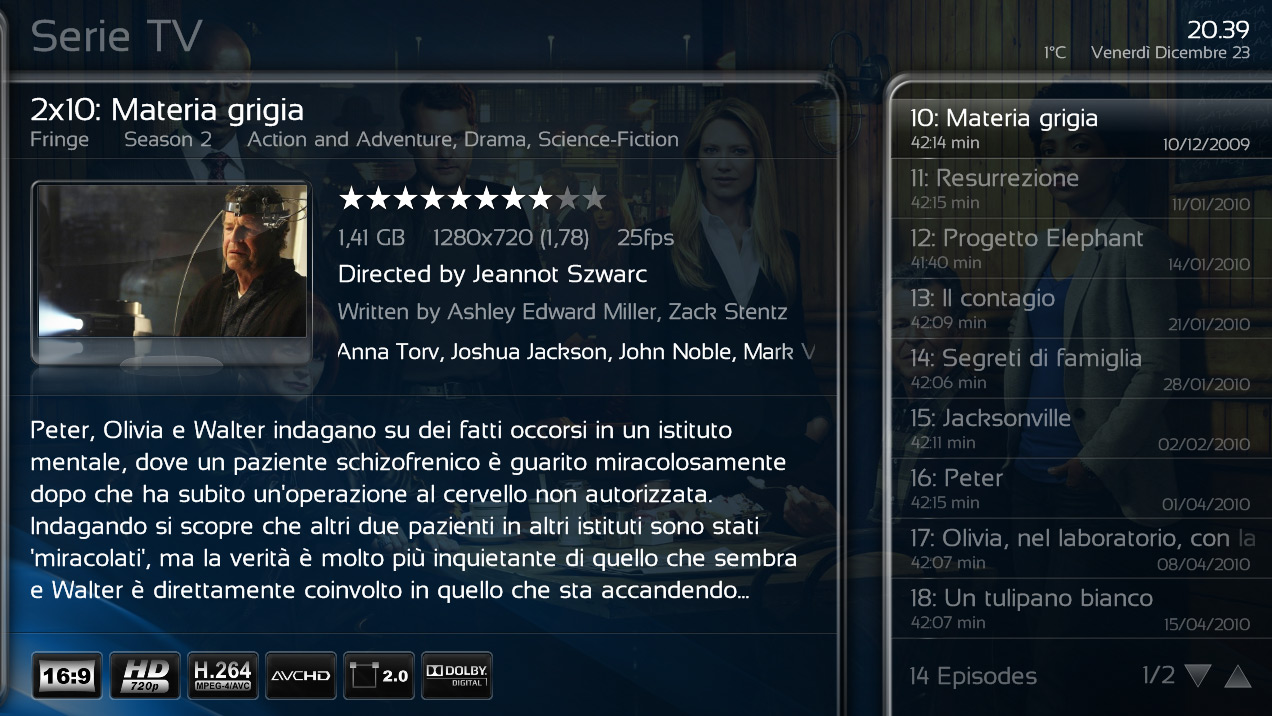 Serie TV
20.39
1°C Venerdì Dicembre 23
2x10: Materia grigia
Fringe Season 2 Action and Adventure, Drama, Science-Fiction
1,41 GB 1280x720 (1,78) 25fps
Directed by Jeannot Szwarc
Written by Ashley Edward Miller, Zack Stentz
Anna Torv, Joshua Jackson, John Noble, Mark V
Peter, Olivia e Walter indagano su dei fatti occorsi in un istituto
mentale, dove un paziente schizofrenico è guarito miracolosamente
dopo che ha subito un'operazione al cervello non autorizzata.
Indagando si scopre che altri due pazienti in altri istituti sono stati
'miracolati', ma la verità è molto più inquietante di quello che sembra
e Walter è direttamente coinvolto in quello che sta accandendo...
16:9 HD 720p H.264 MPEG-4/AVC AVCHD 2.0 DOLBY DIGITAL
10: Materia grigia
42:14 min 10/12/2009
11: Resurrezione
42:15 min 11/01/2010
12: Progetto Elephant
41:40 min 14/01/2010
13: Il contagio
42:09 min 21/01/2010
14: Segreti di famiglia
42:06 min 28/01/2010
15: Jacksonville
42:11 min 02/02/2010
16: Peter
42:15 min 01/04/2010
17: Olivia, nel laboratorio, con la
42:07 min 08/04/2010
18: Un tulipano bianco
42:07 min 15/04/2010
14 Episodes 1/2